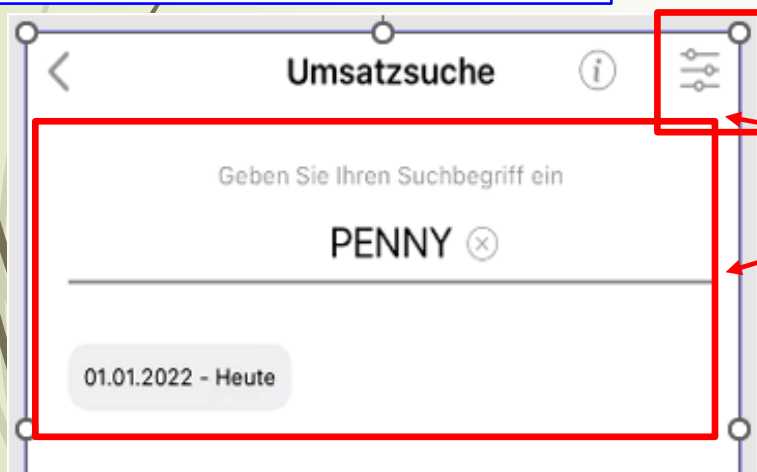 Umsatzsuche
Geben Sie Ihren Suchbegriff ein
PENNY
01.01.2022 - Heute